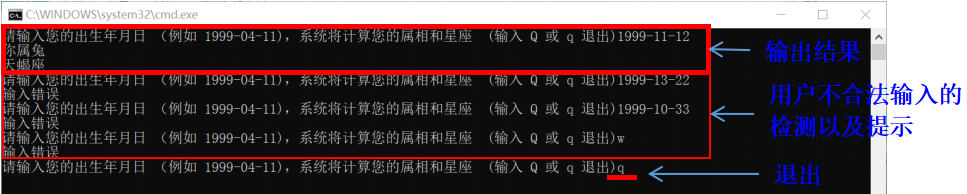 C:\WINDOWS\system32\cmd.exe
请输入您的出生年月日 （例如 1999-04-11），系统将计算您的属相和星座 （输入 Q 或 q 退出)1999-11-12
你属兔
天蝎座
输出结果
请输入您的出生年月日 （例如 1999-04-11），系统将计算您的属相和星座 （输入 Q 或 q 退出)1999-13-22
输入错误
请输入您的出生年月日 （例如 1999-04-11），系统将计算您的属相和星座 （输入 Q 或 q 退出)1999-10-33
输入错误
请输入您的出生年月日 （例如 1999-04-11），系统将计算您的属相和星座 （输入 Q 或 q 退出)w
输入错误
用户不合法输入的
检测以及提示
请输入您的出生年月日 （例如 1999-04-11），系统将计算您的属相和星座 （输入 Q 或 q 退出)q
退出